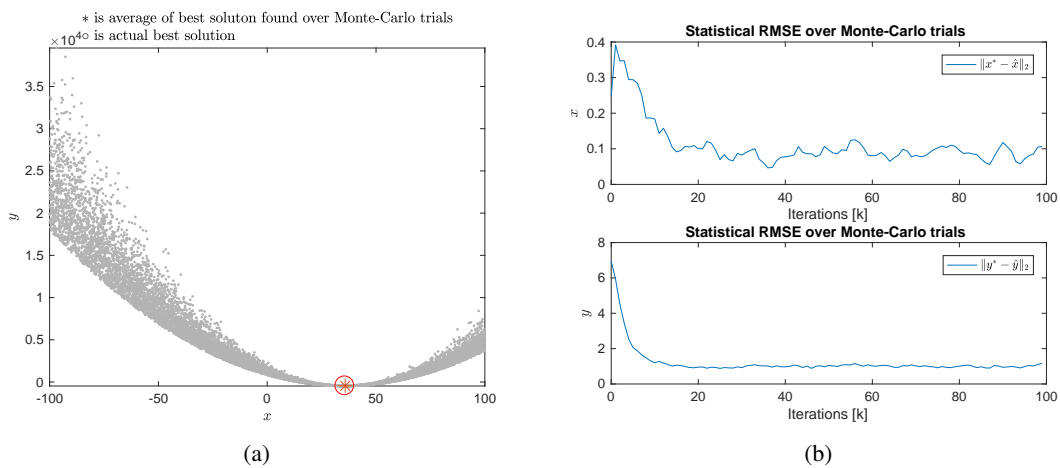 * is average of best soluton found over Monte-Carlo trials
×10⁴
○ is actual best solution
3.5
3
2.5
2
1.5
1
0.5
0
y
-100
-50
0
50
100
x
(a)
Statistical RMSE over Monte-Carlo trials
‖x* − x̂‖₂
0.4
0.3
0.2
0.1
0
x
0
20
40
60
80
100
Iterations [k]
Statistical RMSE over Monte-Carlo trials
‖y* − ŷ‖₂
8
6
4
2
0
y
0
20
40
60
80
100
Iterations [k]
(b)